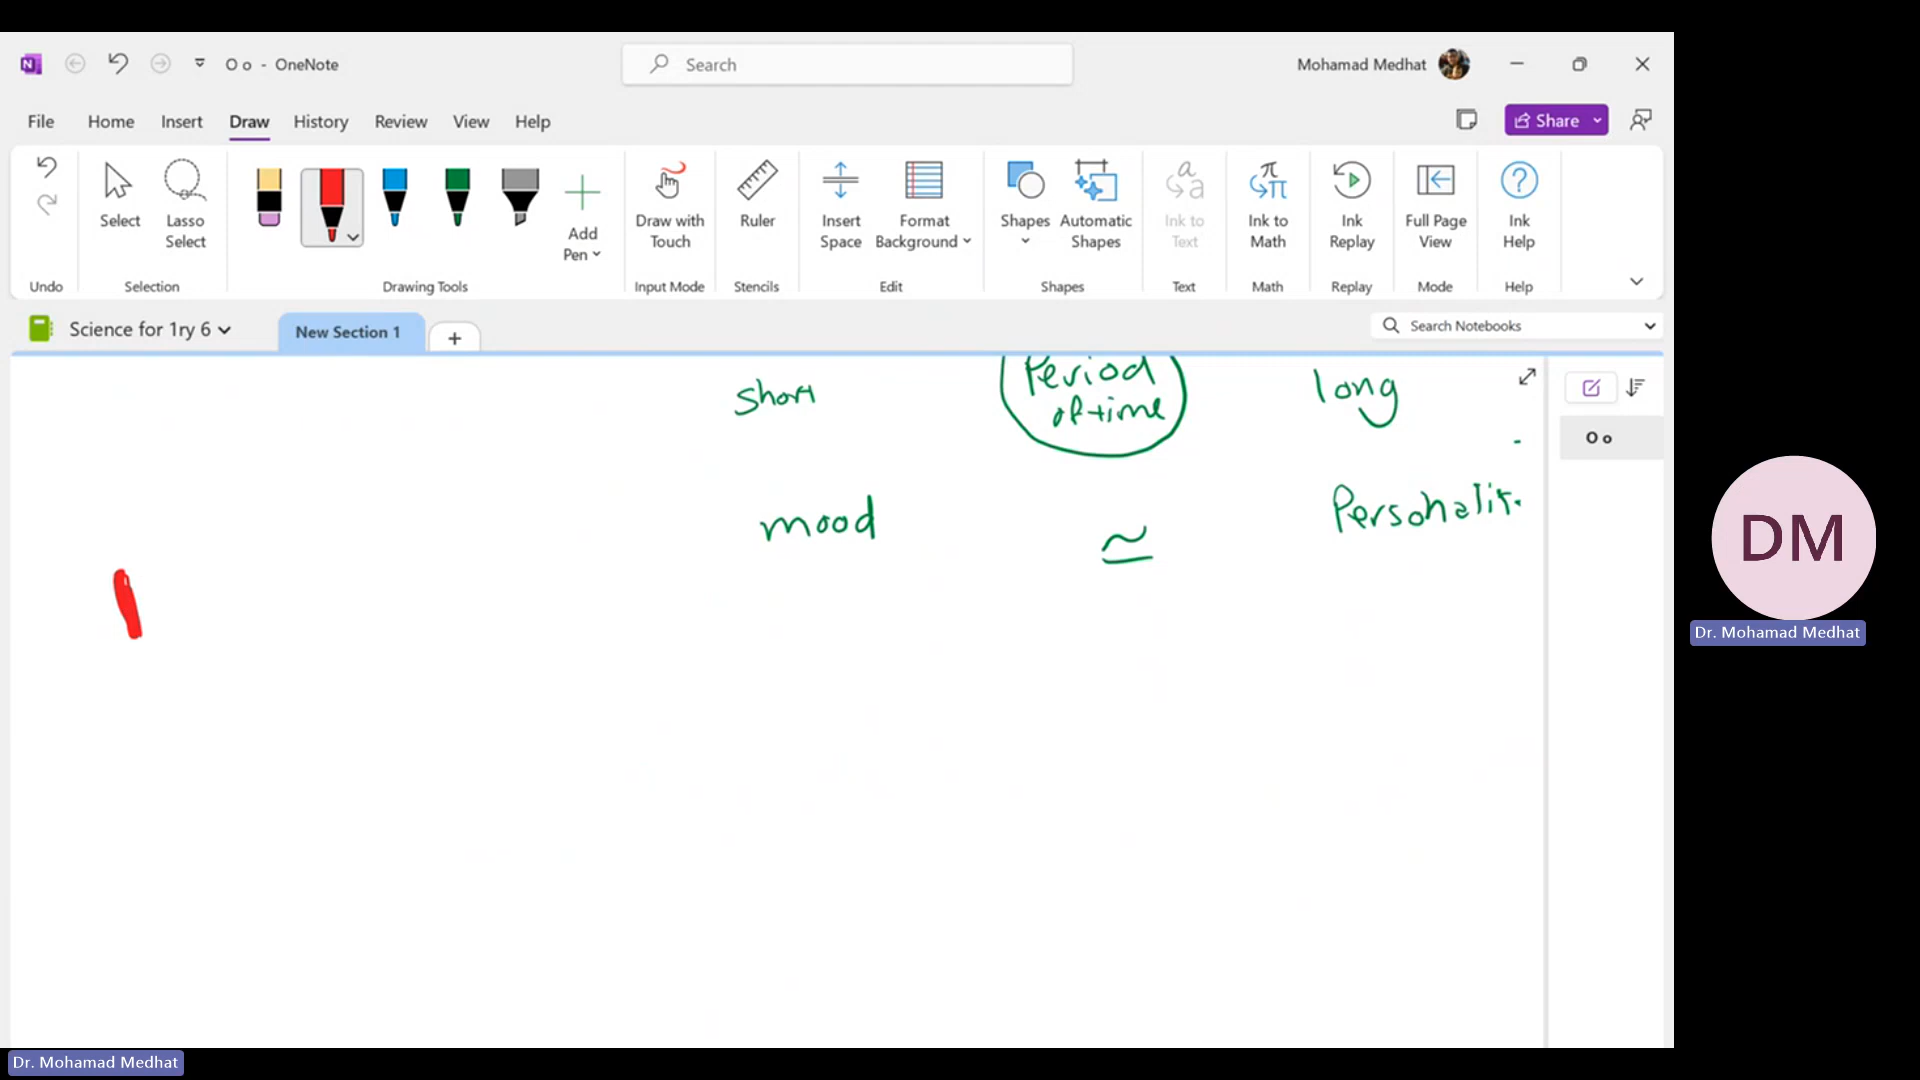 O o - OneNote
Search
Mohamad Medhat
File Home Insert Draw History Review View Help
Share
Select
Lasso Select
Add Pen
Draw with Touch
Ruler
Insert Space
Format Background
Shapes
Automatic Shapes
Ink to Text
Ink to Math
Ink Replay
Full Page View
Ink Help
Undo Selection Drawing Tools Input Mode Stencils Edit Shapes Text Math Replay Mode Help
Science for 1ry 6
New Section 1
Search Notebooks
short
Period of time
long
O o
mood
≃
Personalit
DM
Dr. Mohamad Medhat
Dr. Mohamad Medhat